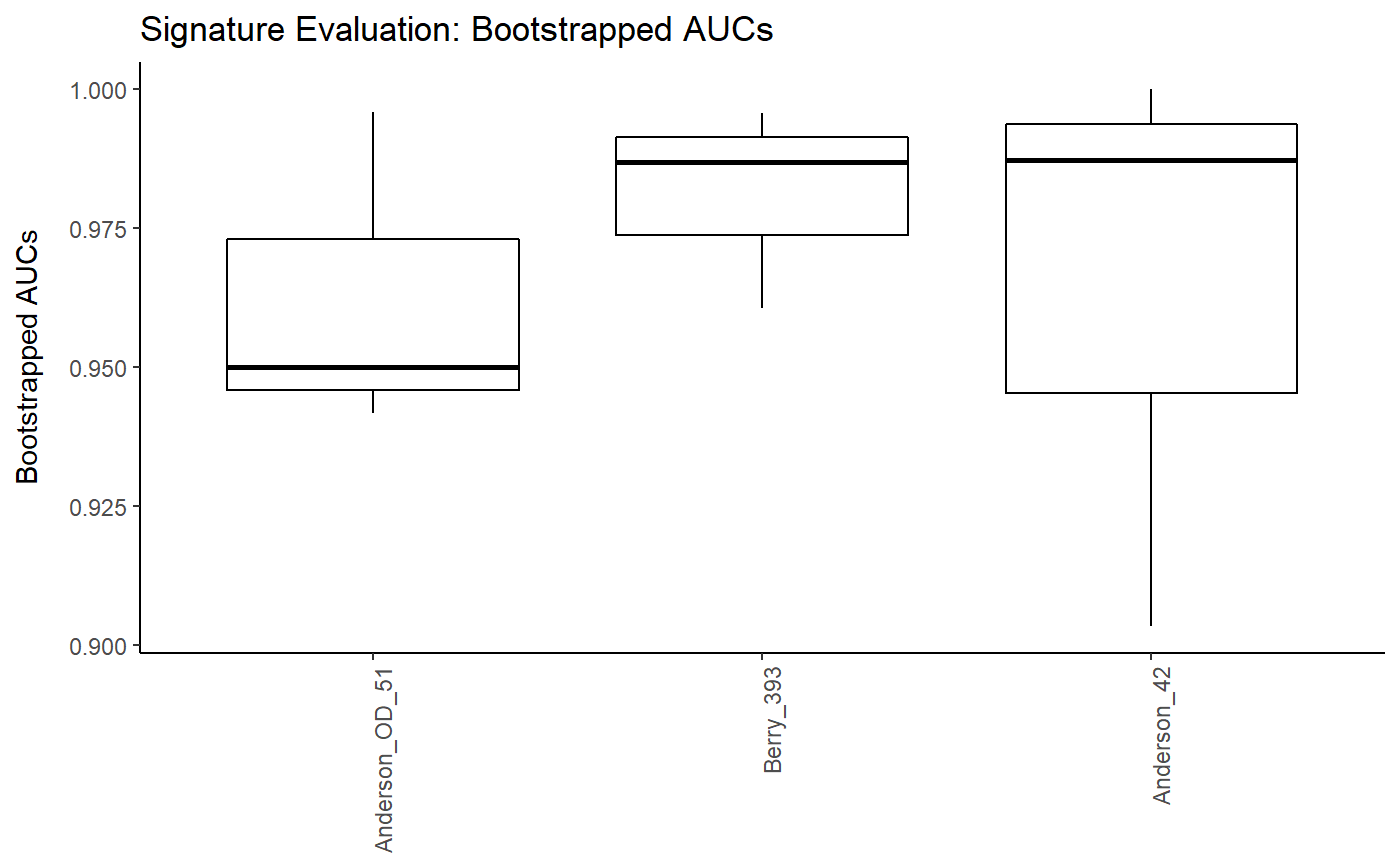 Signature Evaluation: Bootstrapped AUCs
Bootstrapped AUCs
1.000
0.975
0.950
0.925
0.900
Anderson_OD_51
Berry_393
Anderson_42